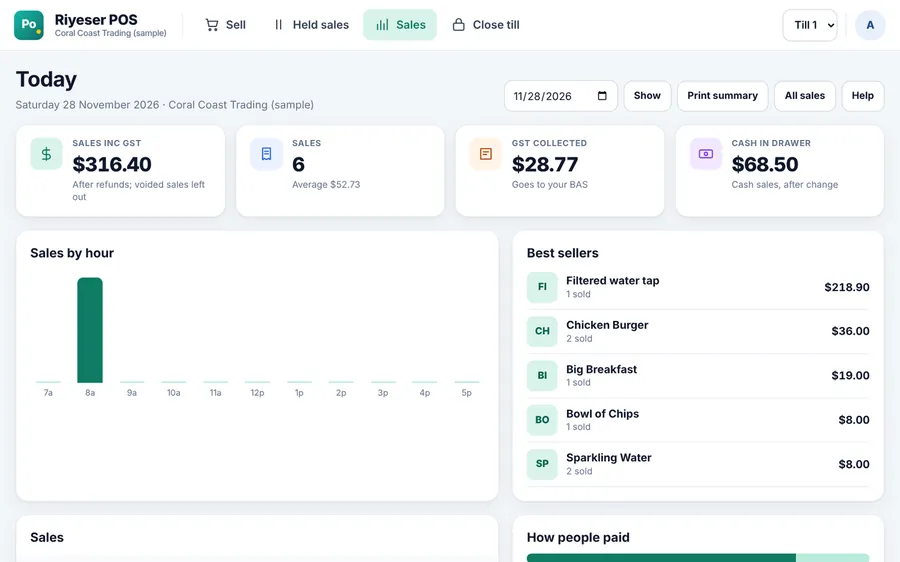 Po
Riyeser POS
Coral Coast Trading (sample)
Sell
Held sales
Sales
Close till
Till 1
A
Today
Saturday 28 November 2026 · Coral Coast Trading (sample)
11/28/2026
Show
Print summary
All sales
Help
SALES INC GST
$316.40
After refunds; voided sales left
out
SALES
6
Average $52.73
GST COLLECTED
$28.77
Goes to your BAS
CASH IN DRAWER
$68.50
Cash sales, after change
Sales by hour
7a 8a 9a 10a 11a 12p 1p 2p 3p 4p 5p
Best sellers
FI
Filtered water tap
1 sold
$218.90
CH
Chicken Burger
2 sold
$36.00
BI
Big Breakfast
1 sold
$19.00
BO
Bowl of Chips
1 sold
$8.00
SP
Sparkling Water
2 sold
$8.00
Sales
How people paid